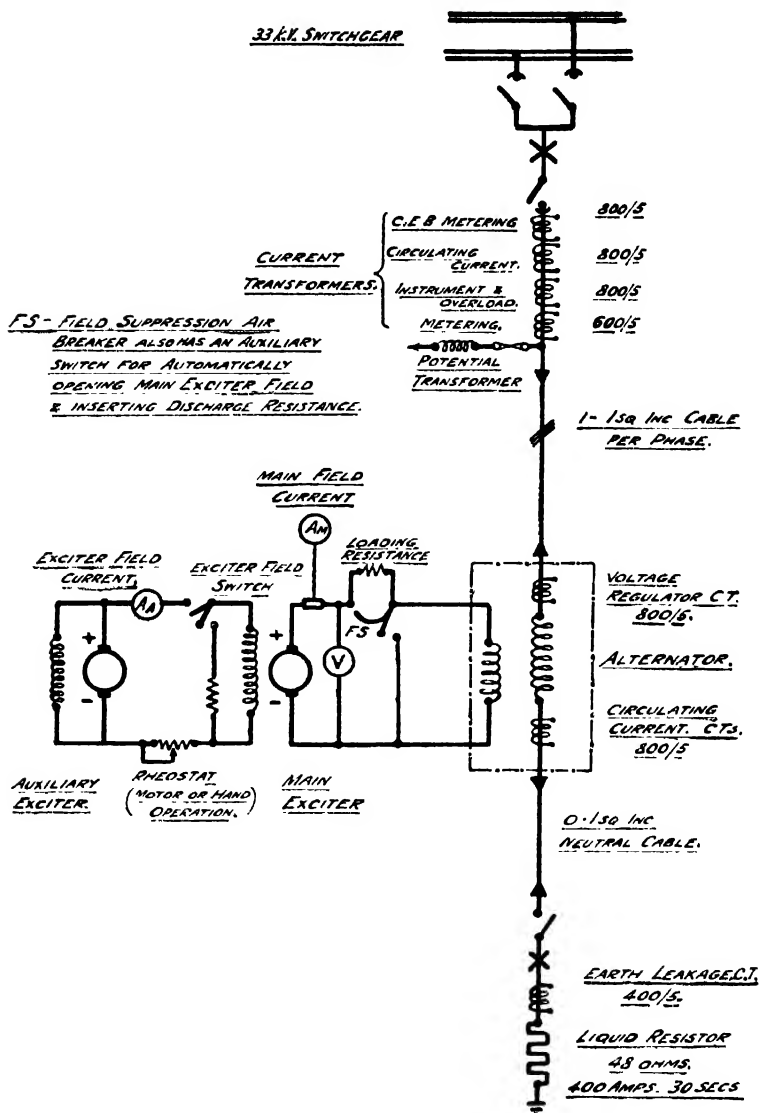 33 K.V. SWITCHGEAR
C.E.B METERING
800/5
CIRCULATING
CURRENT.
800/5
CURRENT
TRANSFORMERS.
INSTRUMENT &
OVERLOAD.
800/5
METERING.
600/5
POTENTIAL
TRANSFORMER
FS - FIELD SUPPRESSION AIR
BREAKER ALSO HAS AN AUXILIARY
SWITCH FOR AUTOMATICALLY
OPENING MAIN EXCITER FIELD
& INSERTING DISCHARGE RESISTANCE.
1-1 SQ INC CABLE
PER PHASE.
MAIN FIELD
CURRENT
AM
LOADING
RESISTANCE
EXCITER FIELD
CURRENT,
EXCITER FIELD
SWITCH
AA
FS
V
+
-
+
-
VOLTAGE
REGULATOR C.T.
800/5.
ALTERNATOR.
CIRCULATING
CURRENT. CTS.
800/5
AUXILIARY
EXCITER.
RHEOSTAT
(MOTOR OR HAND)
OPERATION.
MAIN
EXCITER
0.1 SQ INC
NEUTRAL CABLE.
EARTH LEAKAGE.C.T.
400/5.
LIQUID RESISTOR
48 OHMS.
400 AMPS. 30 SECS